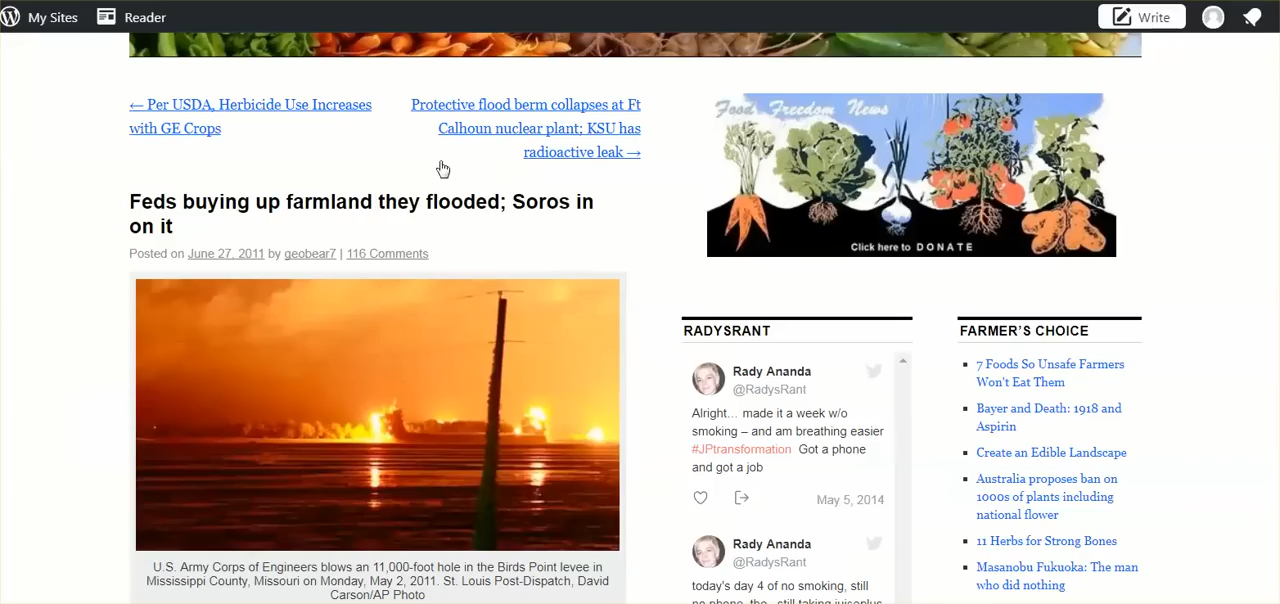 My Sites
Reader
Write
← Per USDA, Herbicide Use Increases
with GE Crops
Protective flood berm collapses at Ft
Calhoun nuclear plant; KSU has
radioactive leak →
Feds buying up farmland they flooded; Soros in
on it
Posted on June 27, 2011 by geobear7 | 116 Comments
U.S. Army Corps of Engineers blows an 11,000-foot hole in the Birds Point levee in
Mississippi County, Missouri on Monday, May 2, 2011. St. Louis Post-Dispatch, David
Carson/AP Photo
Food Freedom News
Click here to DONATE
RADYSRANT
Rady Ananda
@RadysRant
Alright... made it a week w/o
smoking – and am breathing easier
#JPtransformation Got a phone
and got a job
May 5, 2014
Rady Ananda
@RadysRant
today's day 4 of no smoking, still
FARMER'S CHOICE
7 Foods So Unsafe Farmers
Won't Eat Them
Bayer and Death: 1918 and
Aspirin
Create an Edible Landscape
Australia proposes ban on
1000s of plants including
national flower
11 Herbs for Strong Bones
Masanobu Fukuoka: The man
who did nothing